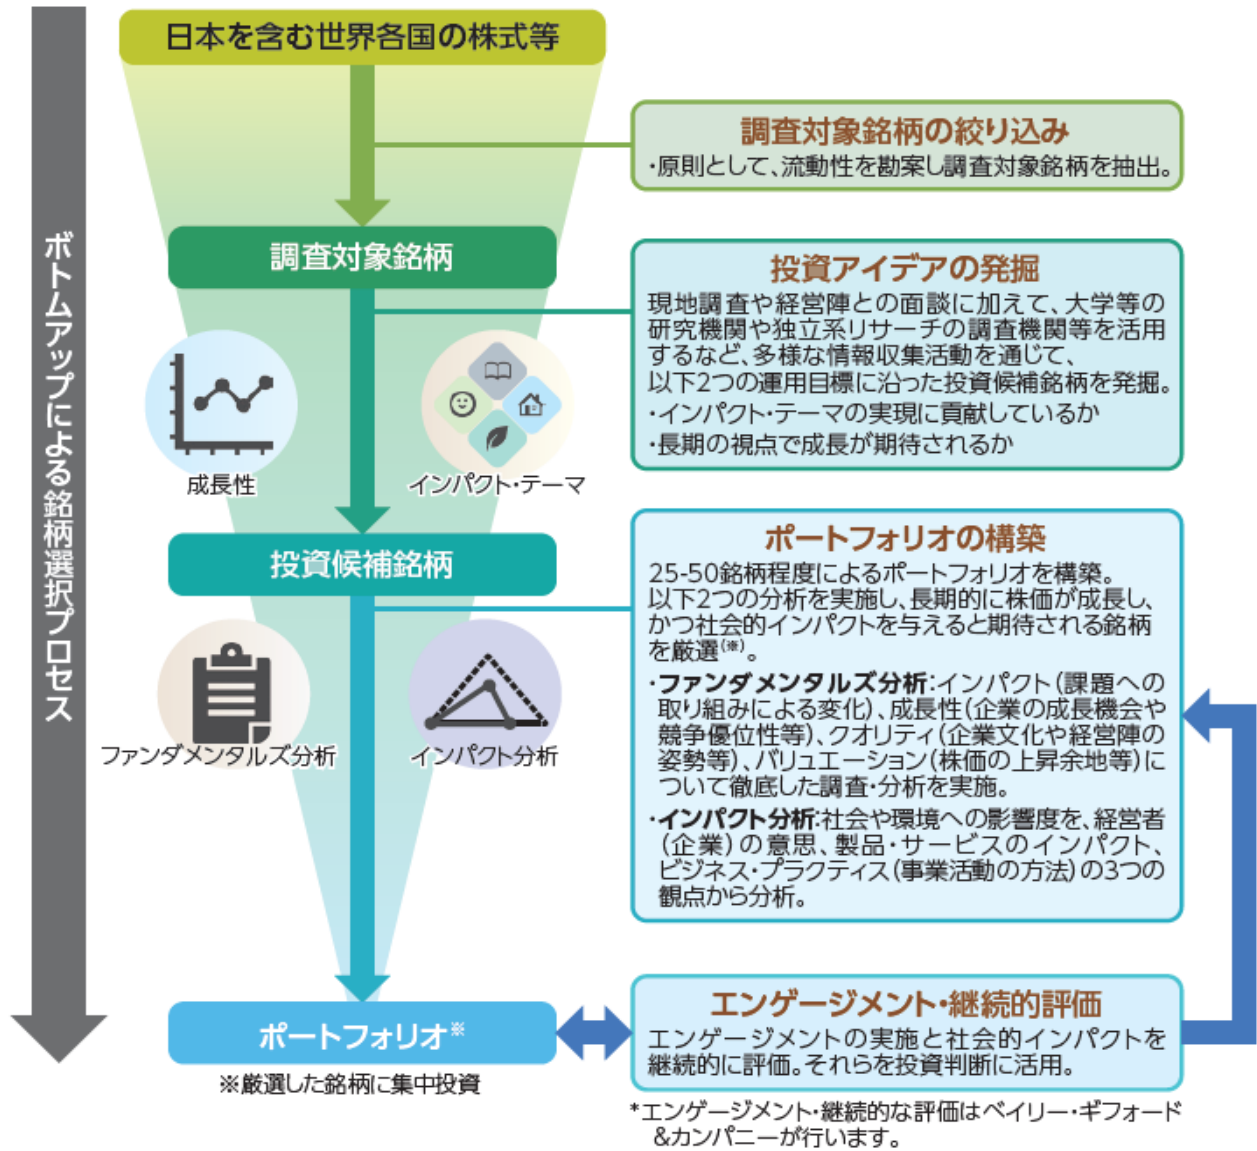 日本を含む世界各国の株式等
ボトムアップによる銘柄選択プロセス
調査対象銘柄の絞り込み
・原則として、流動性を勘案し調査対象銘柄を抽出。
調査対象銘柄
投資アイデアの発掘
現地調査や経営陣との面談に加えて、大学等の
研究機関や独立系リサーチの調査機関等を活用
するなど、多様な情報収集活動を通じて、
以下2つの運用目標に沿った投資候補銘柄を発掘。
・インパクト・テーマの実現に貢献しているか
・長期の視点で成長が期待されるか
成長性
インパクト・テーマ
投資候補銘柄
ポートフォリオの構築
25-50銘柄程度によるポートフォリオを構築。
以下2つの分析を実施し、長期的に株価が成長し、
かつ社会的インパクトを与えると期待される銘柄
を厳選(※)。
・ファンダメンタルズ分析:インパクト(課題への
取り組みによる変化)、成長性(企業の成長機会や
競争優位性等)、クオリティ(企業文化や経営陣の
姿勢等)、バリュエーション(株価の上昇余地等)に
ついて徹底した調査・分析を実施。
・インパクト分析:社会や環境への影響度を、経営者
(企業)の意思、製品・サービスのインパクト、
ビジネス・プラクティス(事業活動の方法)の3つの
観点から分析。
ファンダメンタルズ分析
インパクト分析
ポートフォリオ※
※厳選した銘柄に集中投資
エンゲージメント・継続的評価
エンゲージメントの実施と社会的インパクトを
継続的に評価。それらを投資判断に活用。
*エンゲージメント・継続的な評価はベイリー・ギフォード
&カンパニーが行います。